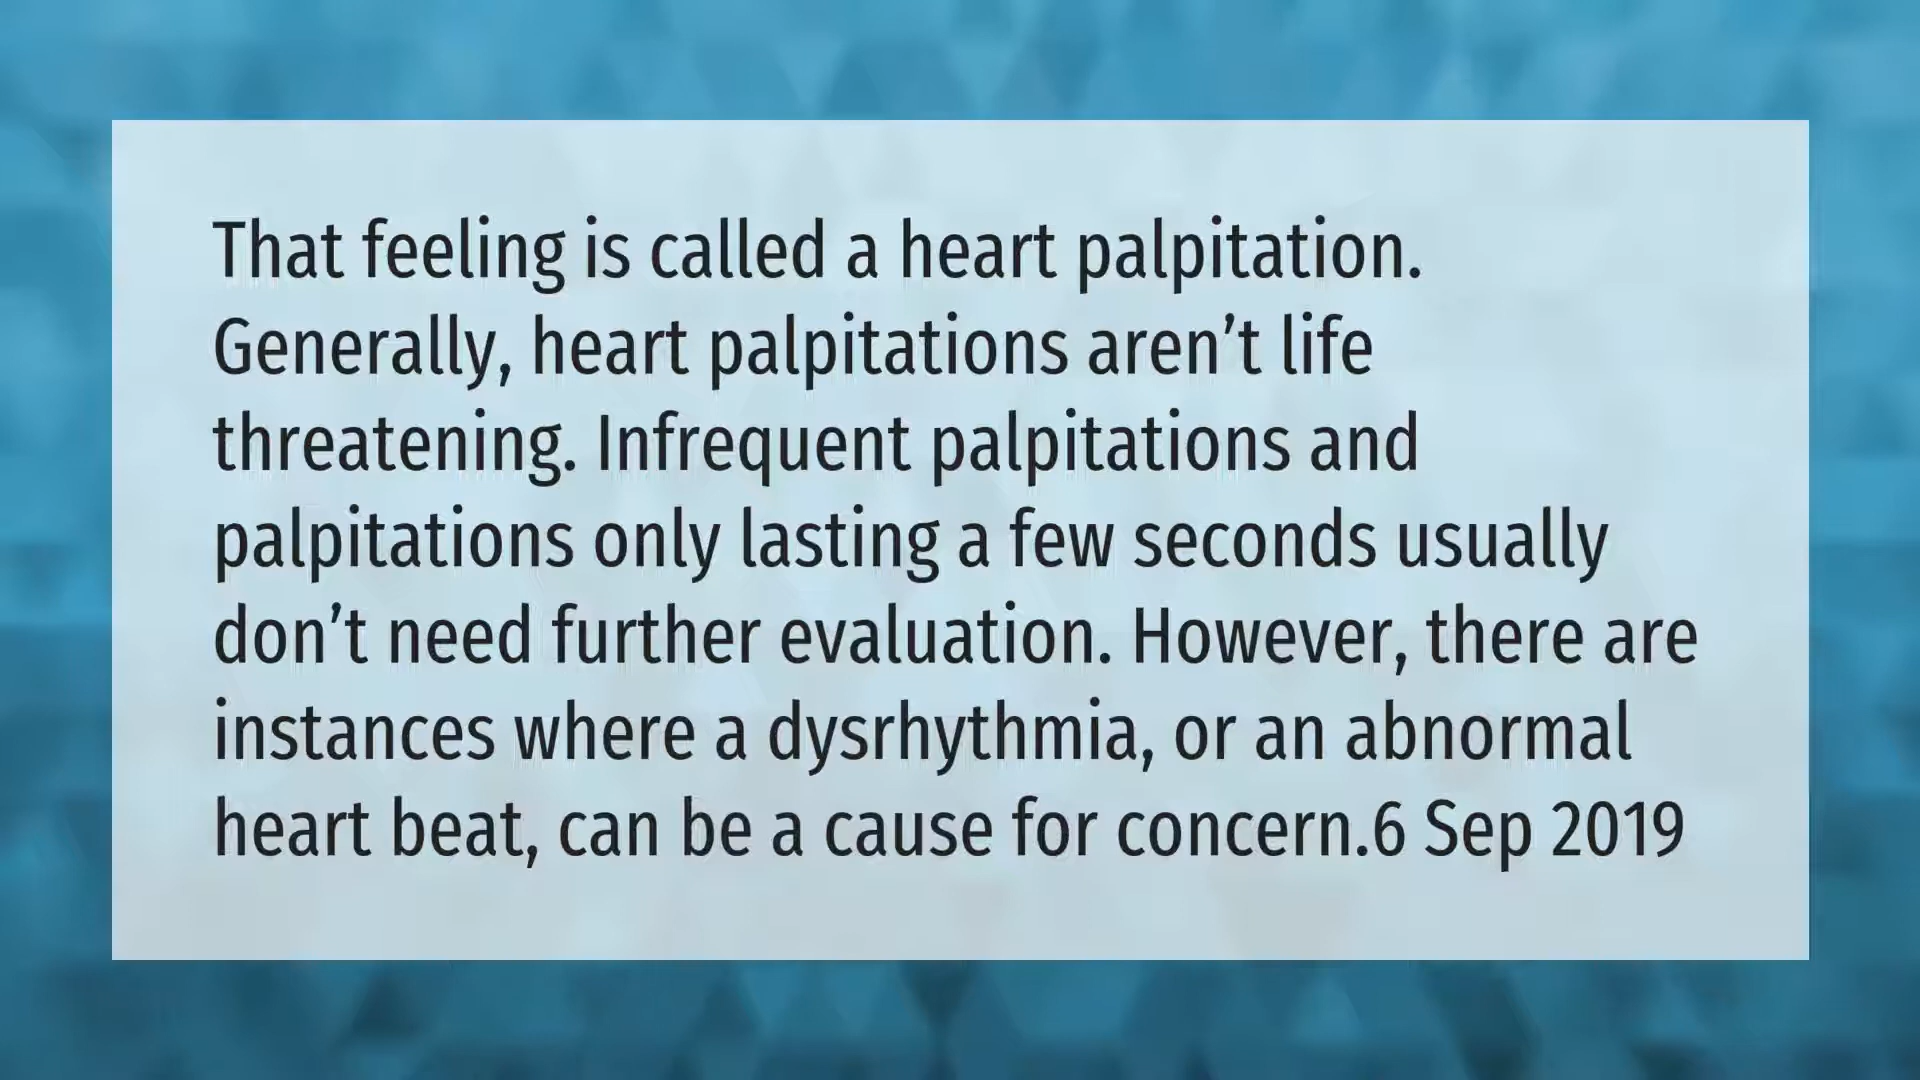 That feeling is called a heart palpitation.
Generally, heart palpitations aren’t life
threatening. Infrequent palpitations and
palpitations only lasting a few seconds usually
don’t need further evaluation. However, there are
instances where a dysrhythmia, or an abnormal
heart beat, can be a cause for concern.6 Sep 2019